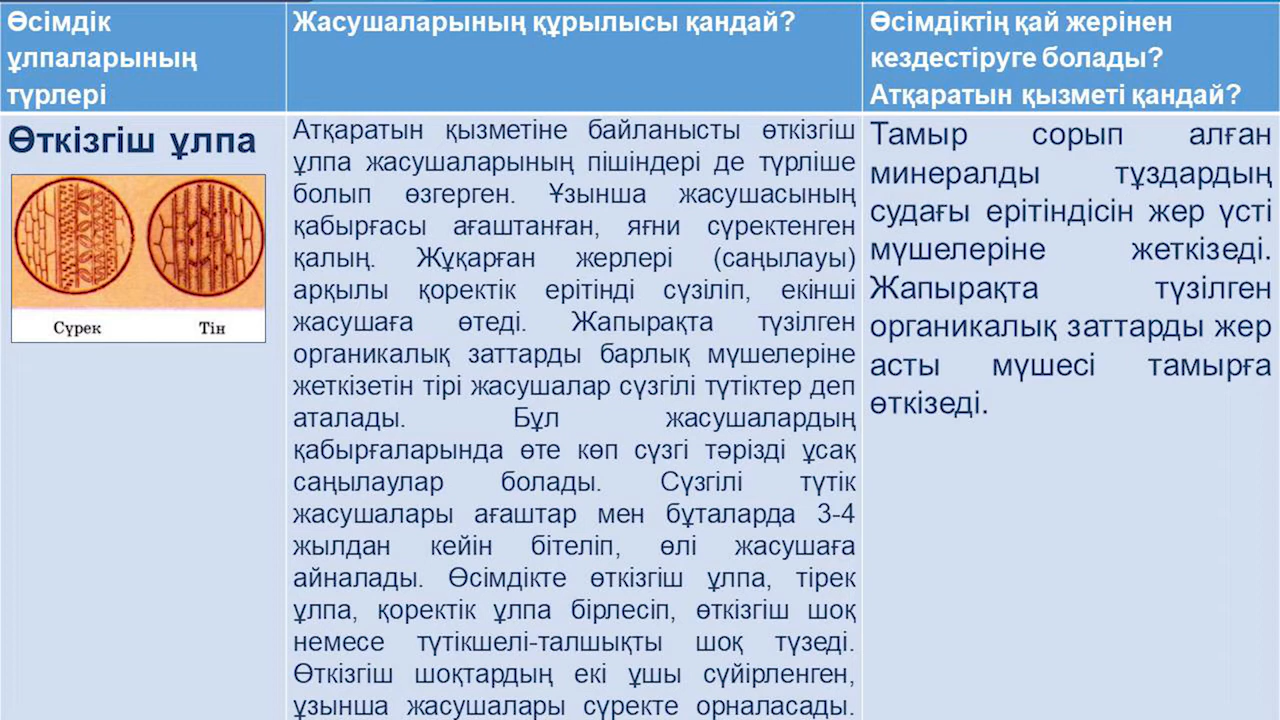 Өсімдік
ұлпаларының
түрлері
Жасушаларының құрылысы қандай?
Өсімдіктің қай жерінен
кездестіруге болады?
Атқаратын қызметі қандай?
Өткізгіш ұлпа
Сүрек
Тін
Атқаратын қызметіне байланысты өткізгіш
ұлпа жасушаларының пішіндері де түрліше
болып өзгерген. Ұзынша жасушасының
қабырғасы ағаштанған, яғни сүректенген
қалың. Жұқарған жерлері (саңылауы)
арқылы қоректік ерітінді сүзіліп, екінші
жасушаға өтеді. Жапырақта түзілген
органикалық заттарды барлық мүшелеріне
жеткізетін тірі жасушалар сүзгілі түтіктер деп
аталады. Бұл жасушалардың
қабырғаларында өте көп сүзгі тәрізді ұсақ
саңылаулар болады. Сүзгілі түтік
жасушалары ағаштар мен бұталарда 3-4
жылдан кейін бітеліп, өлі жасушаға
айналады. Өсімдікте өткізгіш ұлпа, тірек
ұлпа, қоректік ұлпа бірлесіп, өткізгіш шоқ
немесе түтікшелі-талшықты шоқ түзеді.
Өткізгіш шоқтардың екі ұшы сүйірленген,
ұзынша жасушалары сүректе орналасады.
Тамыр сорып алған
минералды тұздардың
судағы ерітіндісін жер үсті
мүшелеріне жеткізеді.
Жапырақта түзілген
органикалық заттарды жер
асты мүшесі тамырға
өткізеді.